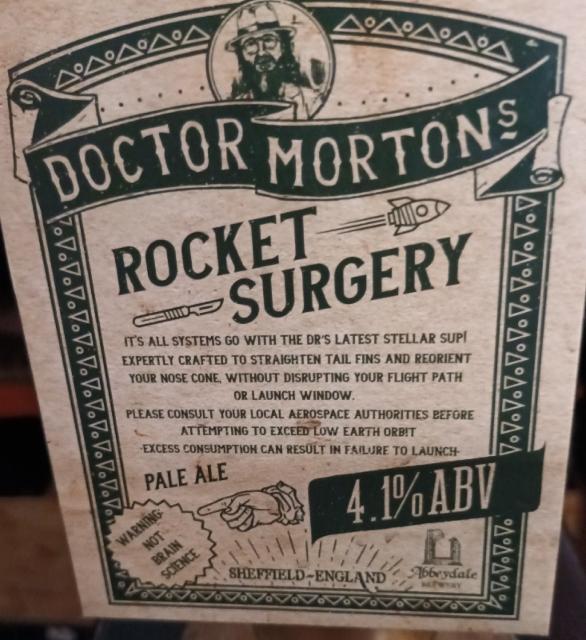 DOCTOR MORTONS
ROCKET
SURGERY
IT'S ALL SYSTEMS GO WITH THE DR'S LATEST STELLAR SUP!
EXPERTLY CRAFTED TO STRAIGHTEN TAIL FINS AND REORIENT
YOUR NOSE CONE, WITHOUT DISRUPTING YOUR FLIGHT PATH
OR LAUNCH WINDOW.
PLEASE CONSULT YOUR LOCAL AEROSPACE AUTHORITIES BEFORE
ATTEMPTING TO EXCEED LOW EARTH ORBIT
-EXCESS CONSUMPTION CAN RESULT IN FAILURE TO LAUNCH-
PALE ALE
4.1% ABV
WARNING:
NOT
BRAIN
SCIENCE
SHEFFIELD-ENGLAND
Abbeydale
BREWERY